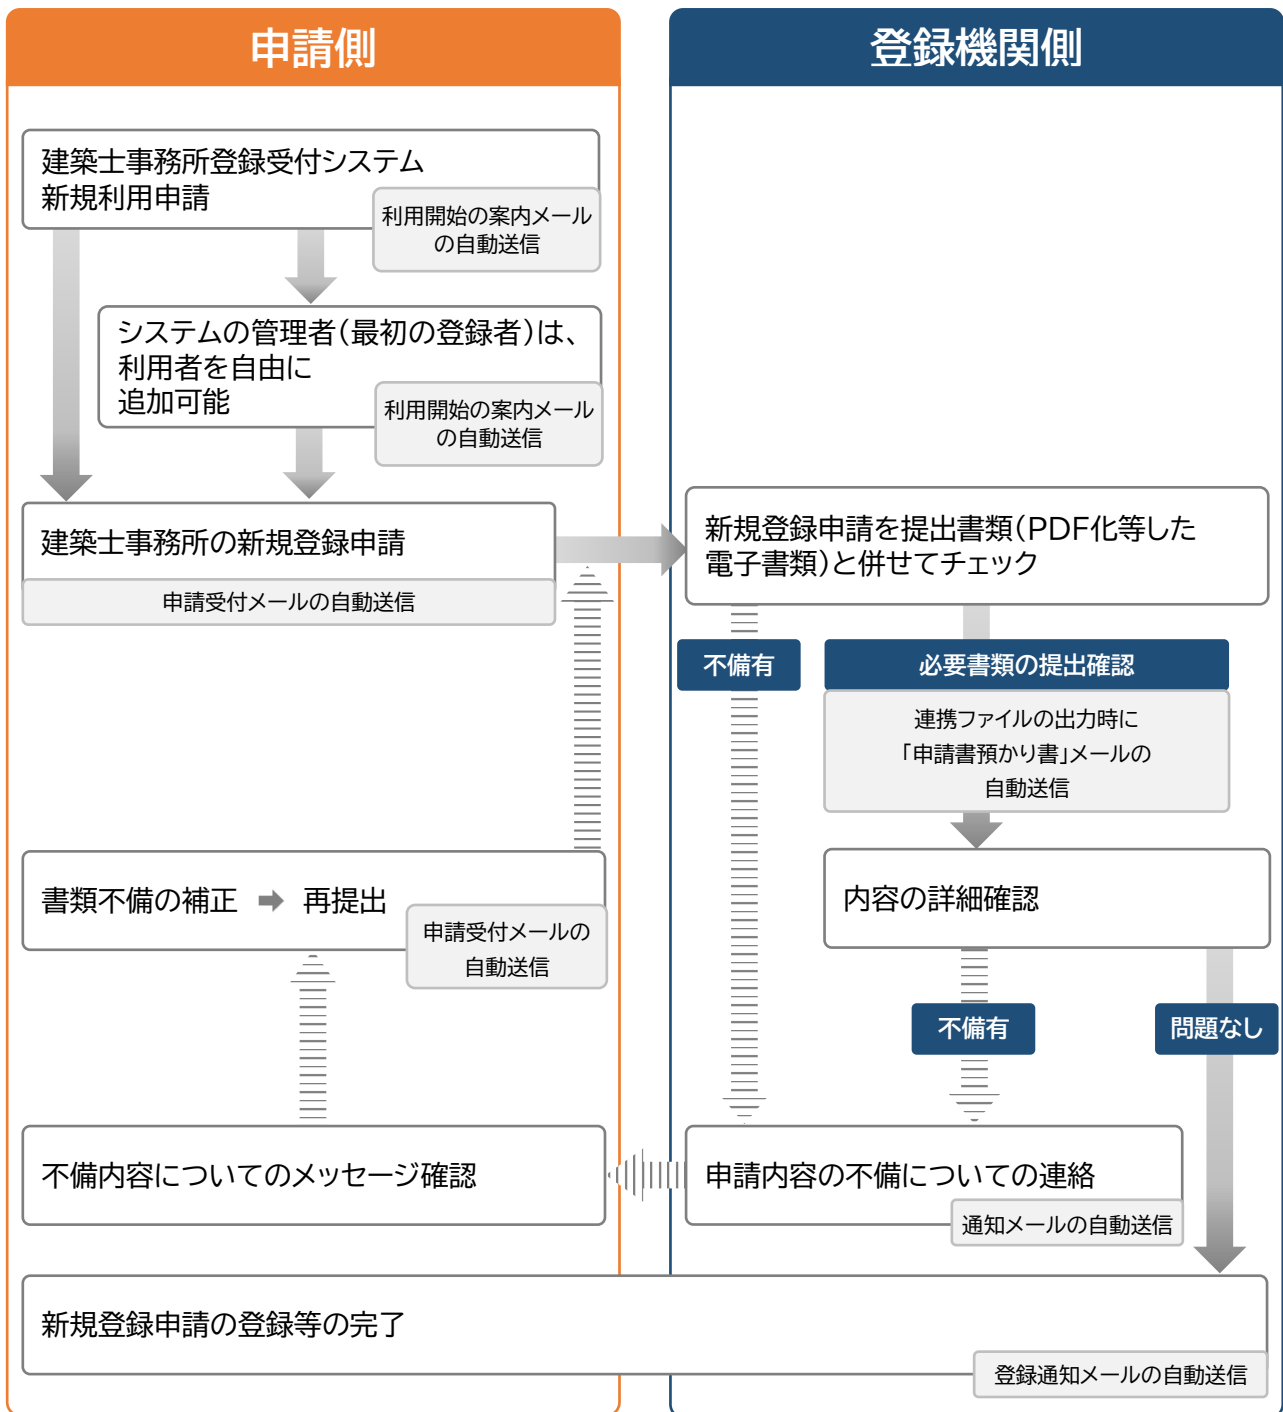 申請側
登録機関側
建築士事務所登録受付システム
新規利用申請
利用開始の案内メール
の自動送信
システムの管理者（最初の登録者）は、
利用者を自由に
追加可能
利用開始の案内メール
の自動送信
建築士事務所の新規登録申請
申請受付メールの自動送信
新規登録申請を提出書類（PDF化等した
電子書類）と併せてチェック
不備有
必要書類の提出確認
連携ファイルの出力時に
「申請書預かり書」メールの
自動送信
書類不備の補正 ➡ 再提出
申請受付メールの
自動送信
内容の詳細確認
不備有
問題なし
不備内容についてのメッセージ確認
申請内容の不備についての連絡
通知メールの自動送信
新規登録申請の登録等の完了
登録通知メールの自動送信